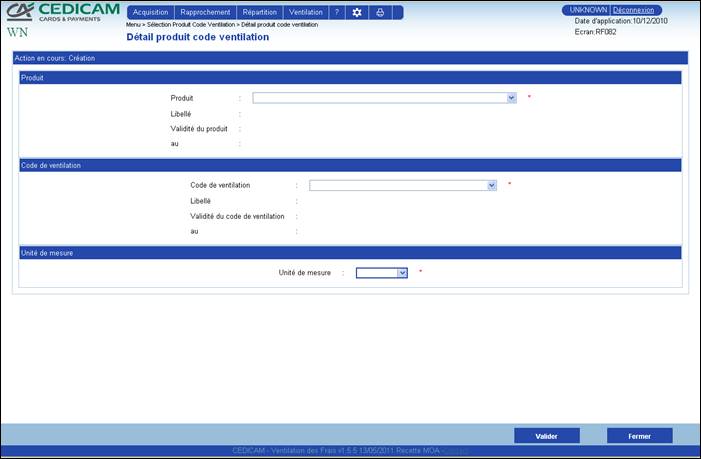 CEDICAM
CARDS & PAYMENTS
WN
Acquisition Rapprochement Répartition Ventilation ?
UNKNOWN Déconnexion
Date d'application:10/12/2010
Ecran:RF082
Menu > Sélection Produit Code Ventilation > Détail produit code ventilation
Détail produit code ventilation
Action en cours: Création
Produit
Produit : *
Libellé :
Validité du produit :
au :
Code de ventilation
Code de ventilation : *
Libellé :
Validité du code de ventilation :
au :
Unité de mesure
Unité de mesure : *
Valider Fermer
CEDICAM - Ventilation des Frais v1.5.5 13/05/2011 Recette MOA -